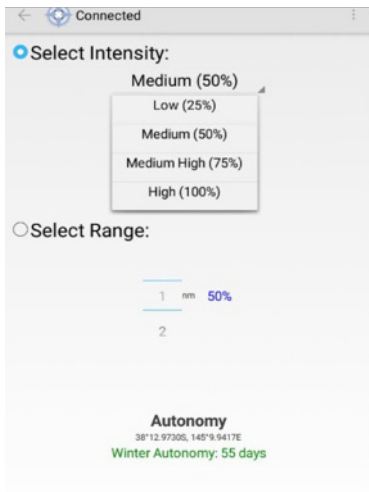 Connected
Select Intensity:
Medium (50%)
Low (25%)
Medium (50%)
Medium High (75%)
High (100%)
Select Range:
1 nm 50%
2
Autonomy
38°12.9730S, 145°9.9417E
Winter Autonomy: 55 days